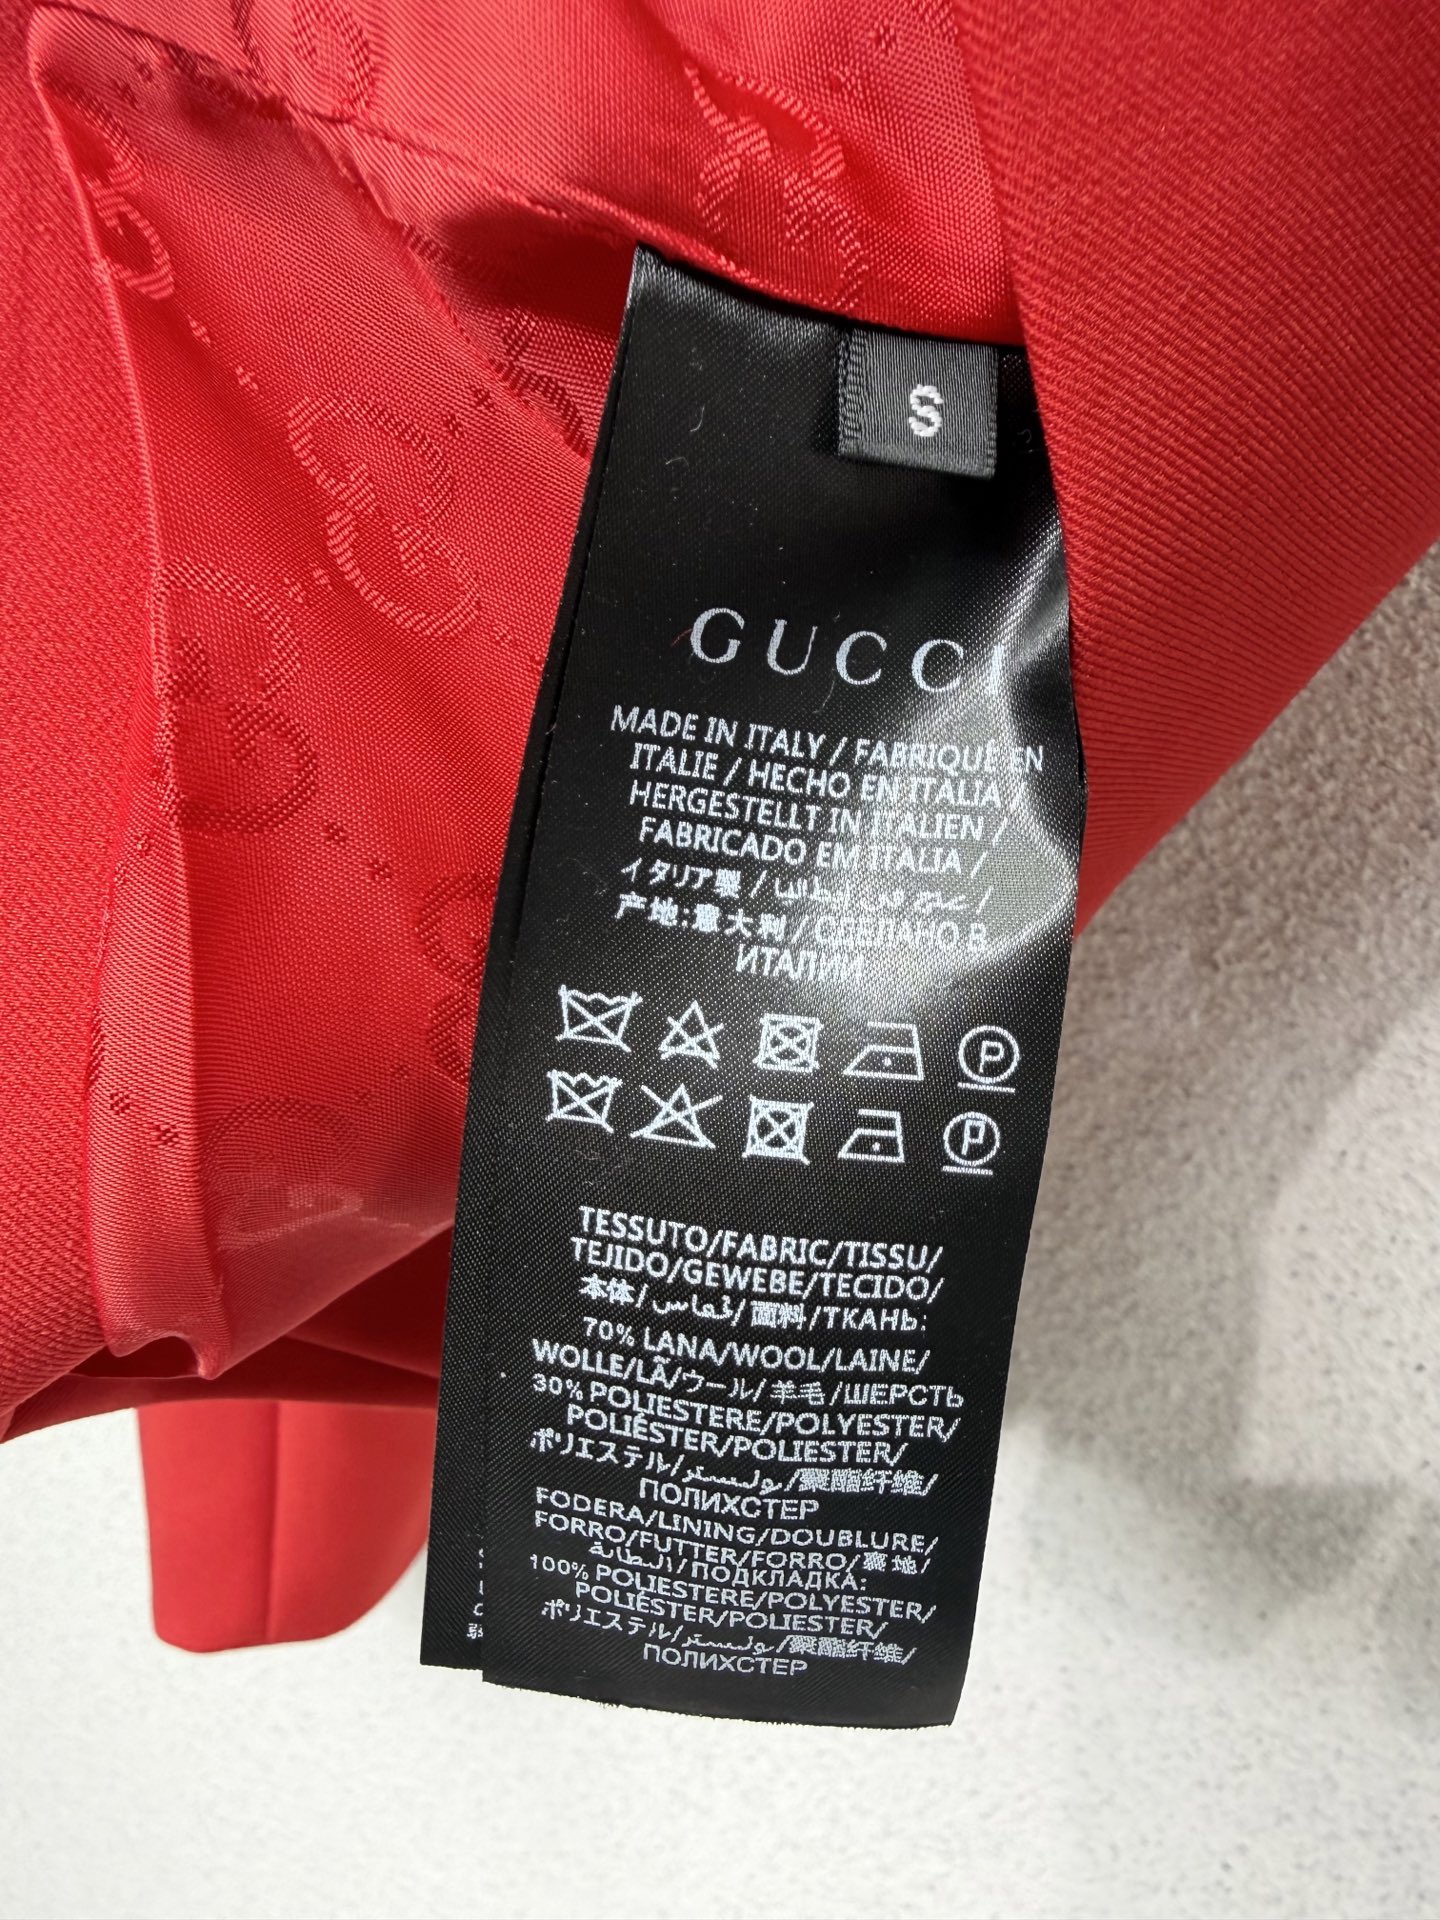 S
GUCCI
MADE IN ITALY / FABRIQUÉ EN
ITALIE / HECHO EN ITALIA /
HERGESTELLT IN ITALIEN /
FABRICADO EM ITALIA /
イタリア製 /
产地:意大利 / СДЕЛАНО В
ИТАЛИИ
P
P
TESSUTO/FABRIC/TISSU/
TEJIDO/GEWEBE/TECIDO/
本体/قماش/面料/ТКАНЬ:
70% LANA/WOOL/LAINE/
WOLLE/LÃ/ウール/羊毛/ШЕРСТЬ
30% POLIESTERE/POLYESTER/
POLIÉSTER/POLIESTER/
ポリエステル/بوليستر/聚酯纤维/
ПОЛИХСТЕР
FODERA/LINING/DOUBLURE/
FORRO/FUTTER/FORRO/裏地/
البطانة/ПОДКЛАДКА:
100% POLIESTERE/POLYESTER/
POLIÉSTER/POLIESTER/
ポリエステル/بوليستر/聚酯纤维/
ПОЛИХСТЕР